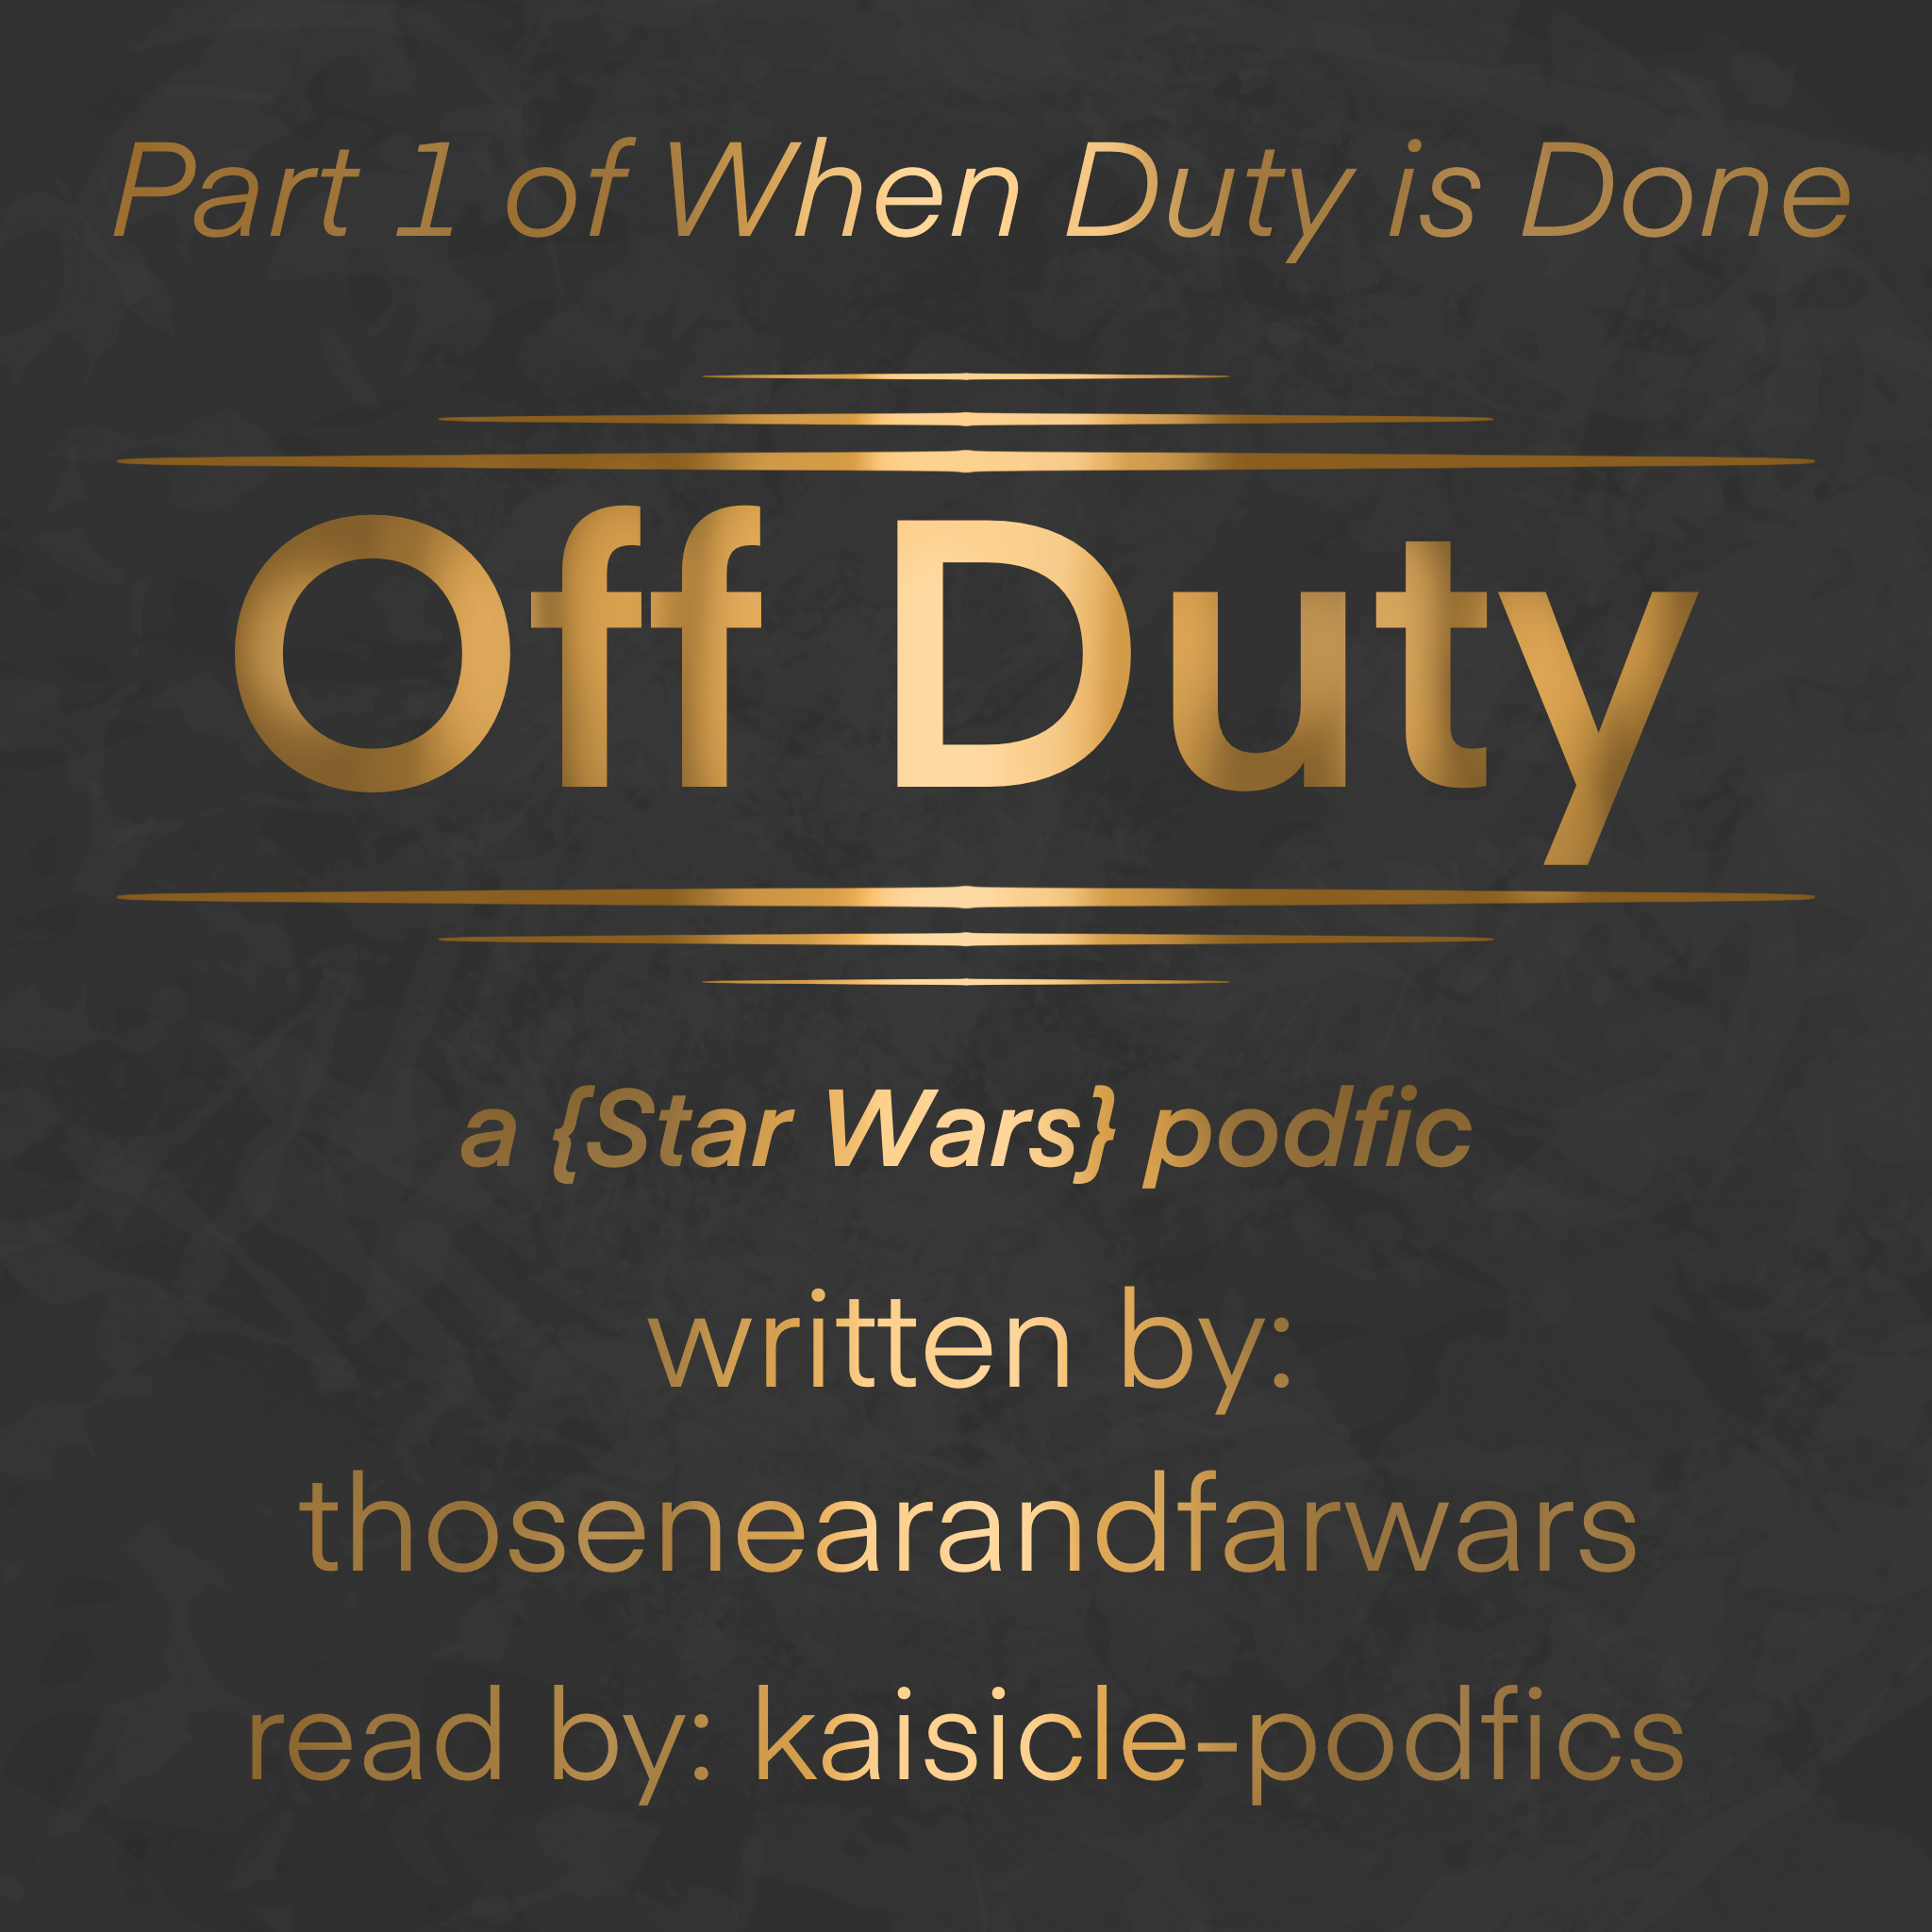 Part 1 of When Duty is Done
Off Duty
a {Star Wars} podfic
written by:
thosenearandfarwars
read by: kaisicle-podfics